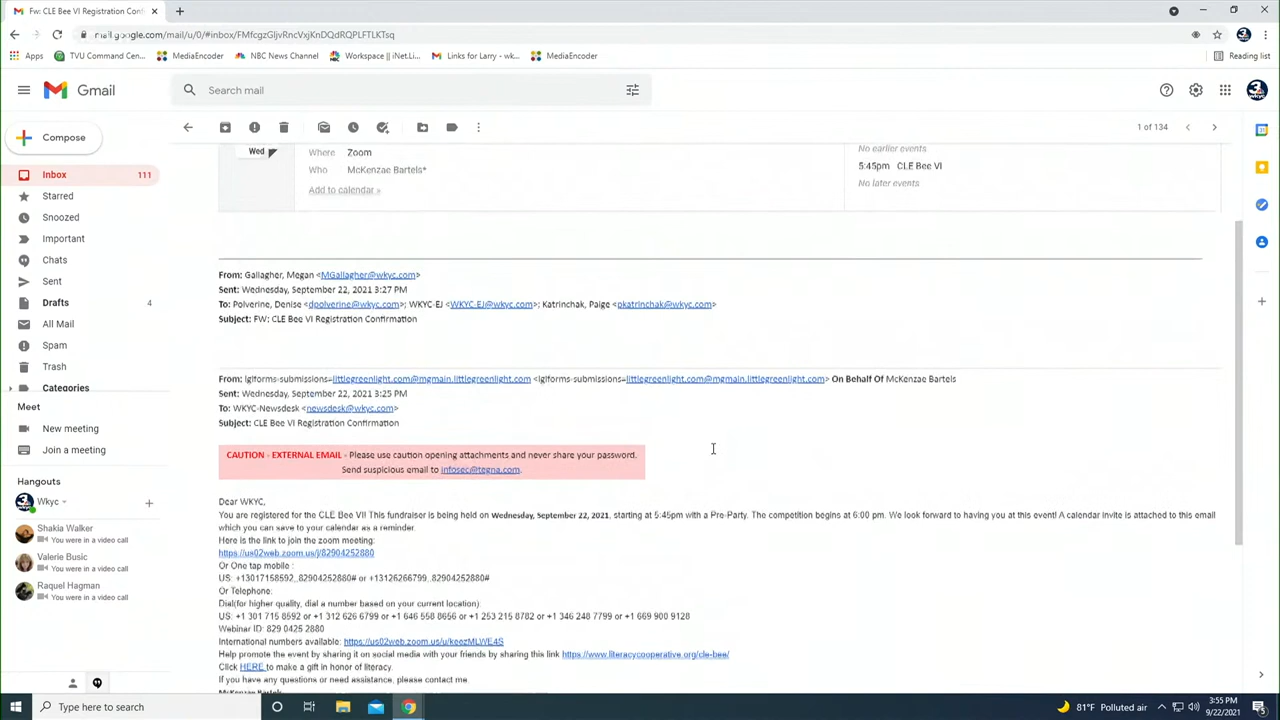 Fw: CLE Bee VI Registration Conf
mail.google.com/mail/u/0/#inbox/FMfcgzGljvRncVxjKnDQdRQPLFTLKTsq
Apps TVU Command Cen... MediaEncoder NBC News Channel Workspace || iNet.Li... Links for Larry - wk... MediaEncoder Reading list
Gmail
Search mail
Compose
1 of 134
Inbox 111
Starred
Snoozed
Important
Chats
Sent
Drafts 4
All Mail
Spam
Trash
Categories
Meet
New meeting
Join a meeting
Hangouts
Wkyc
Shakia Walker
You were in a video call
Valerie Busic
You were in a video call
Raquel Hagman
You were in a video call
Wed
Where Zoom
Who McKenzae Bartels*
Add to calendar »
No earlier events
5:45pm CLE Bee VI
No later events
From: Gallagher, Megan <MGallagher@wkyc.com>
Sent: Wednesday, September 22, 2021 3:27 PM
To: Polverine, Denise <dpolverine@wkyc.com>; WKYC-EJ <WKYC-EJ@wkyc.com>; Katrinchak, Paige <pkatrinchak@wkyc.com>
Subject: FW: CLE Bee VI Registration Confirmation
From: lglforms-submissions=littlegreenlight.com@mgmain.littlegreenlight.com <lglforms-submissions=littlegreenlight.com@mgmain.littlegreenlight.com> On Behalf Of McKenzae Bartels
Sent: Wednesday, September 22, 2021 3:25 PM
To: WKYC-Newsdesk <newsdesk@wkyc.com>
Subject: CLE Bee VI Registration Confirmation
CAUTION - EXTERNAL EMAIL - Please use caution opening attachments and never share your password.
Send suspicious email to infosec@tegna.com.
Dear WKYC,
You are registered for the CLE Bee VI! This fundraiser is being held on Wednesday, September 22, 2021, starting at 5:45pm with a Pre-Party. The competition begins at 6:00 pm. We look forward to having you at this event! A calendar invite is attached to this email
which you can save to your calendar as a reminder.
Here is the link to join the zoom meeting:
https://us02web.zoom.us/j/82904252880
Or One tap mobile :
US: +13017158592,,82904252880# or +13126266799,,82904252880#
Or Telephone:
Dial(for higher quality, dial a number based on your current location):
US: +1 301 715 8592 or +1 312 626 6799 or +1 646 558 8656 or +1 253 215 8782 or +1 346 248 7799 or +1 669 900 9128
Webinar ID: 829 0425 2880
International numbers available: https://us02web.zoom.us/u/keezMLWE4S
Help promote the event by sharing it on social media with your friends by sharing this link https://www.literacycooperative.org/cle-bee/
Click HERE to make a gift in honor of literacy.
If you have any questions or need assistance, please contact me
McKenzae Bartels
Type here to search
81°F Polluted air
3:55 PM
9/22/2021
5